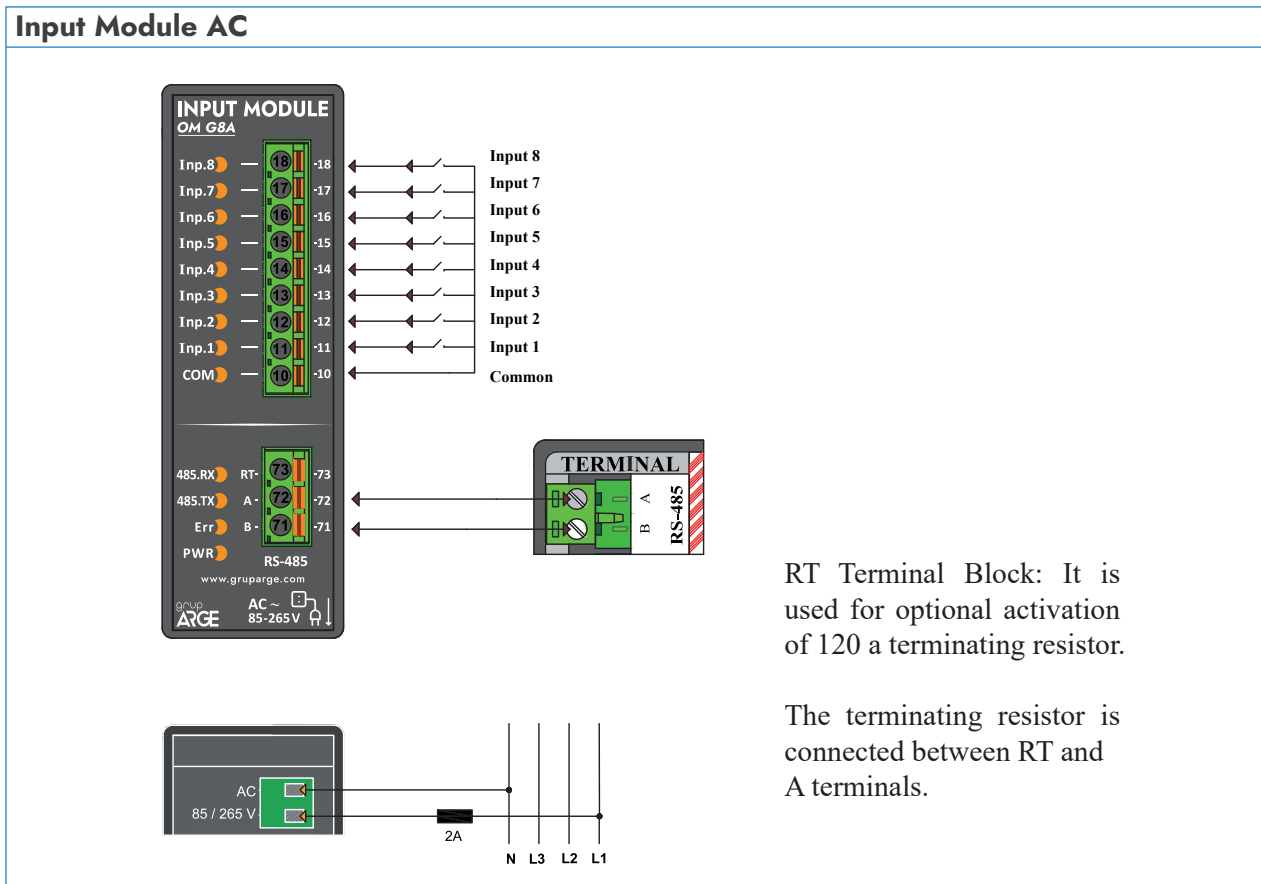 Input Module AC
INPUT MODULE
OM G8A
Inp.8 18 -18 Input 8
Inp.7 17 -17 Input 7
Inp.6 16 -16 Input 6
Inp.5 15 -15 Input 5
Inp.4 14 -14 Input 4
Inp.3 13 -13 Input 3
Inp.2 12 -12 Input 2
Inp.1 11 -11 Input 1
COM 10 -10 Common
485.RX RT- 73 -73
485.TX A - 72 -72
Err B - 71 -71
PWR
RS-485
www.gruparge.com
grup
ARGE
AC ~
85-265V
TERMINAL
A
B
RS-485
RT Terminal Block: It is
used for optional activation
of 120 a terminating resistor.
The terminating resistor is
connected between RT and
A terminals.
AC
85 / 265 V
2A
N L3 L2 L1